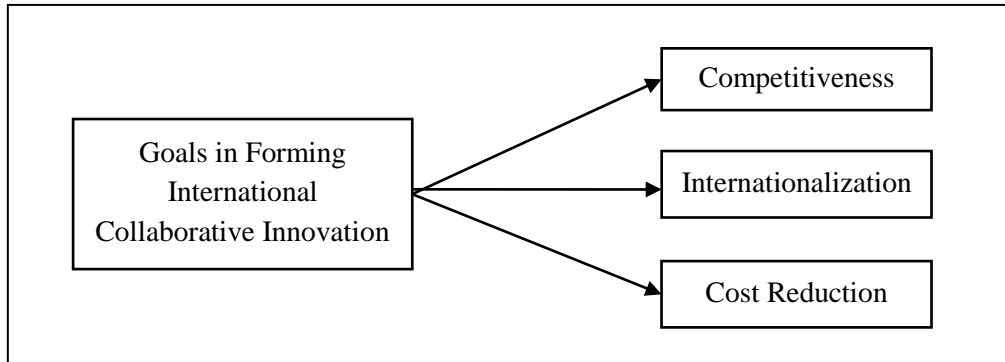 Goals in Forming
International
Collaborative Innovation
Competitiveness
Internationalization
Cost Reduction